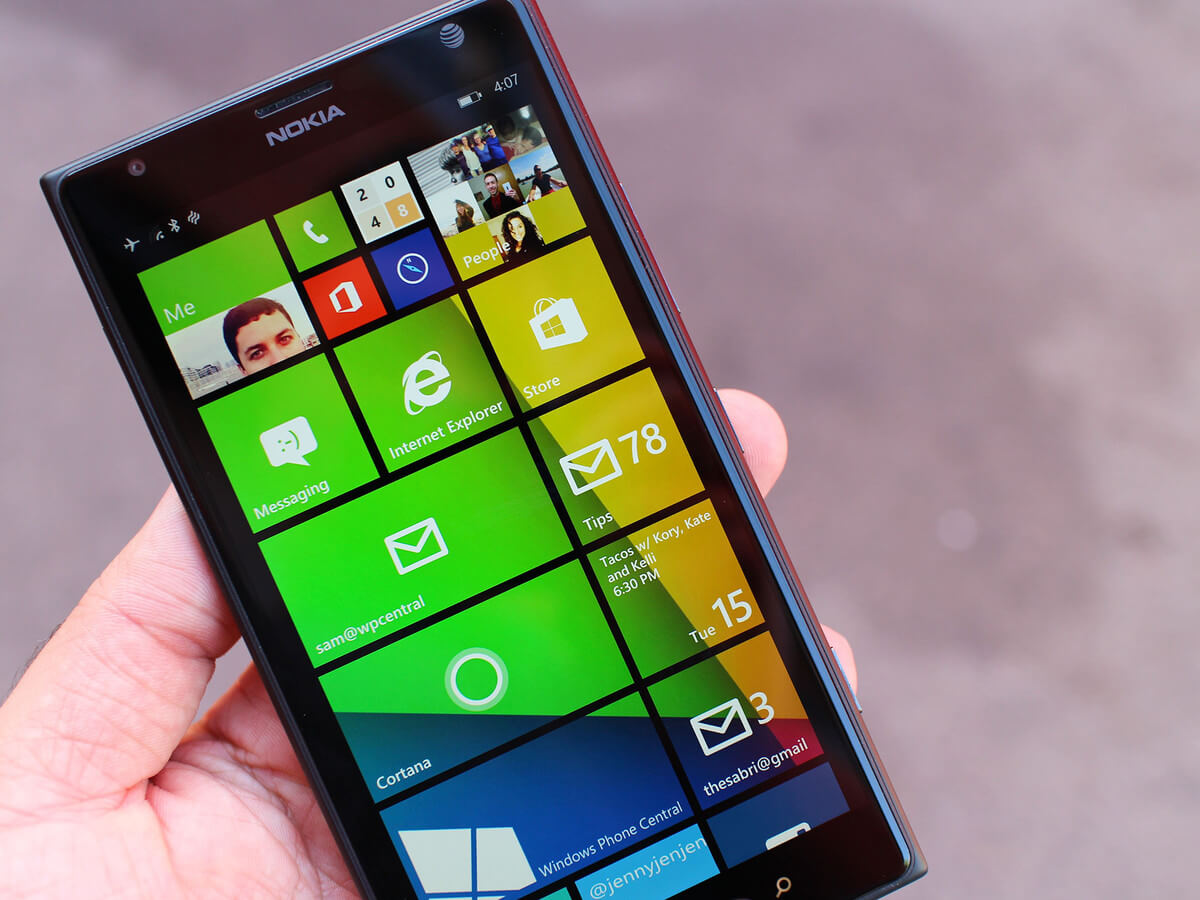 4:07
NOKIA
2 0
4 8
People
Me
Store
Internet Explorer
Messaging
78
Tips
sam@wpcentral
Tacos w/ Kory, Kate
and Kelli
6:30 PM
Tue 15
Cortana
3
thesabri@gmail
Windows Phone Central
@jennyjenjen